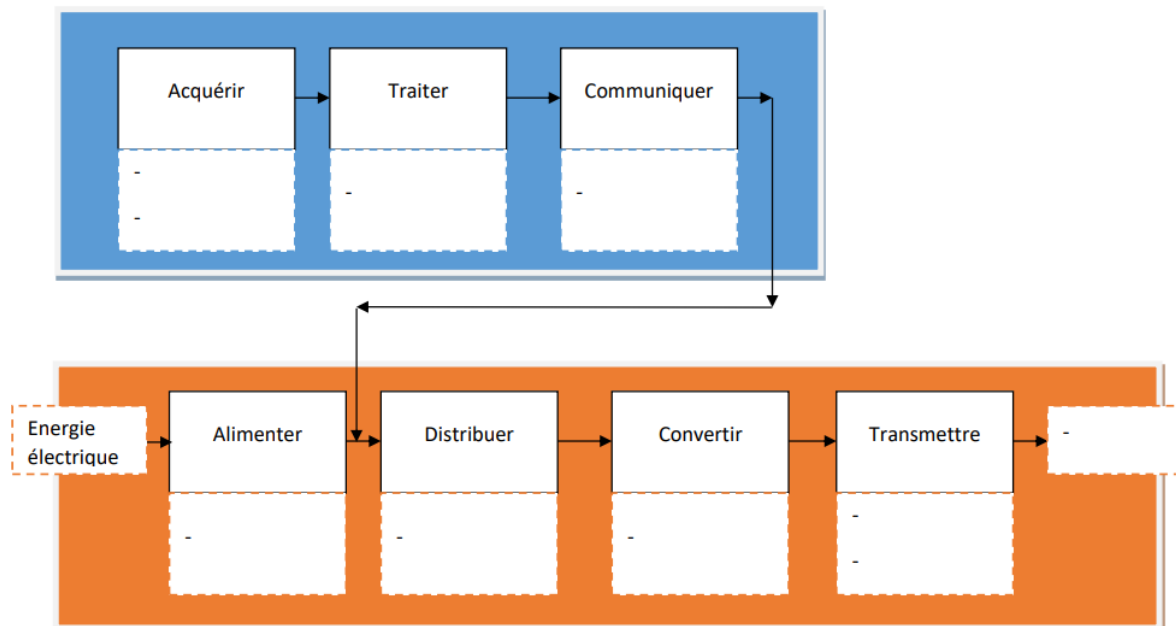 Acquérir
Traiter
Communiquer
-
-
-
-
Energie
électrique
Alimenter
Distribuer
Convertir
Transmettre
-
-
-
-
-
-